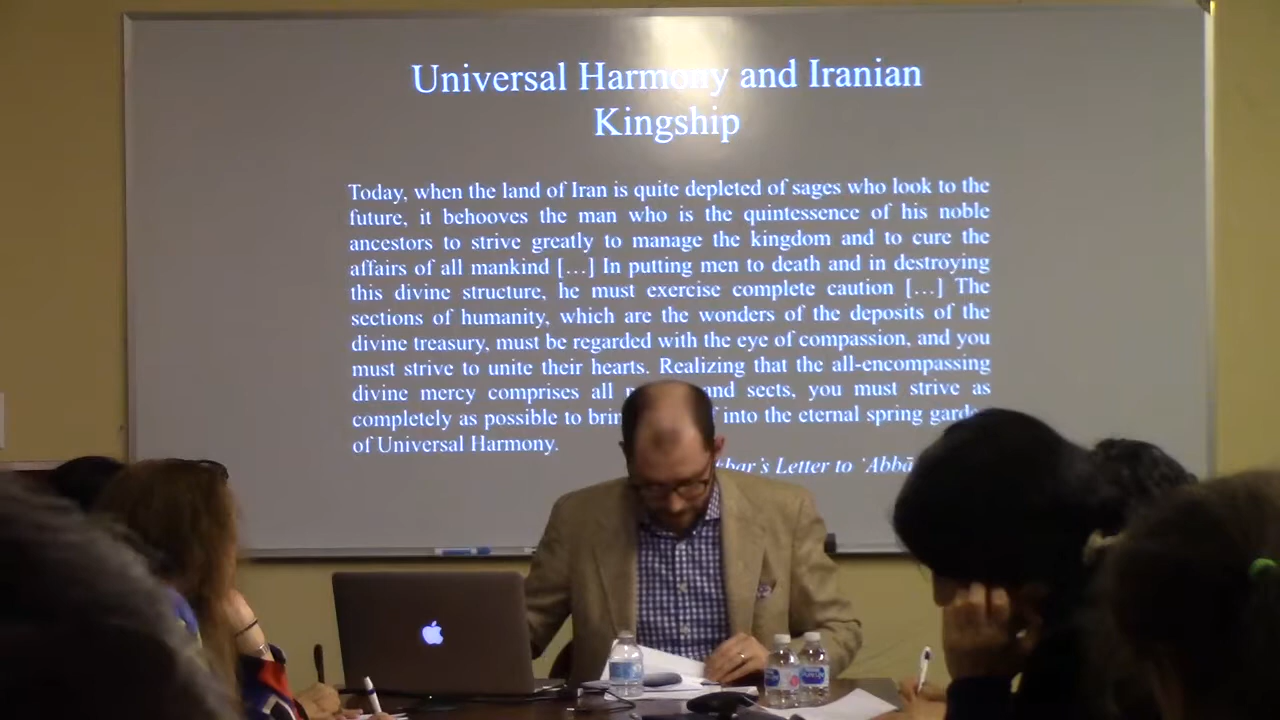 Universal Harmony and Iranian
Kingship
Today, when the land of Iran is quite depleted of sages who look to the
future, it behooves the man who is the quintessence of his noble
ancestors to strive greatly to manage the kingdom and to cure the
affairs of all mankind […] In putting men to death and in destroying
this divine structure, he must exercise complete caution […] The
sections of humanity, which are the wonders of the deposits of the
divine treasury, must be regarded with the eye of compassion, and you
must strive to unite their hearts. Realizing that the all-encompassing
divine mercy comprises all and sects, you must strive as
completely as possible to into the eternal spring
of Universal Harmony.
Letter to